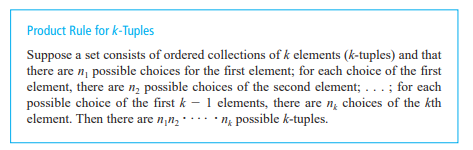 Product Rule for k-Tuples
Suppose a set consists of ordered collections of k elements (k-tuples) and that
there are n₁ possible choices for the first element; for each choice of the first
element, there are n₂ possible choices of the second element; . . . ; for each
possible choice of the first k − 1 elements, there are nₖ choices of the kth
element. Then there are n₁n₂ · · · · · nₖ possible k-tuples.